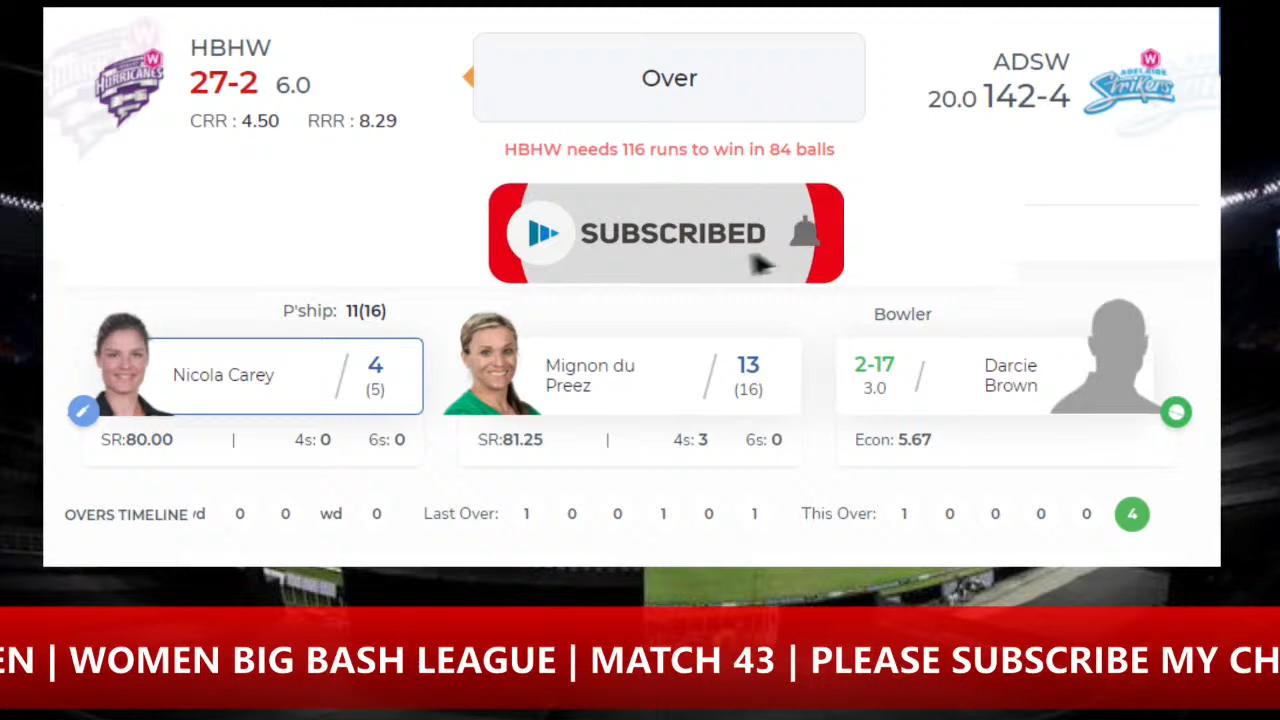 HBHW
27-2 6.0
CRR : 4.50 RRR : 8.29
HURRICANES
W
Over
HBHW needs 116 runs to win in 84 balls
ADSW
20.0 142-4
W
ADELAIDE
Strikers
SUBSCRIBED
P'ship: 11(16)
Nicola Carey / 4
(5)
SR:80.00 | 4s: 0 6s: 0
Mignon du
Preez / 13
(16)
SR:81.25 | 4s: 3 6s: 0
Bowler
2-17
3.0 / Darcie
Brown
Econ: 5.67
OVERS TIMELINE d 0 0 wd 0 Last Over: 1 0 0 1 0 1 This Over: 1 0 0 0 0 4
EN | WOMEN BIG BASH LEAGUE | MATCH 43 | PLEASE SUBSCRIBE MY CH